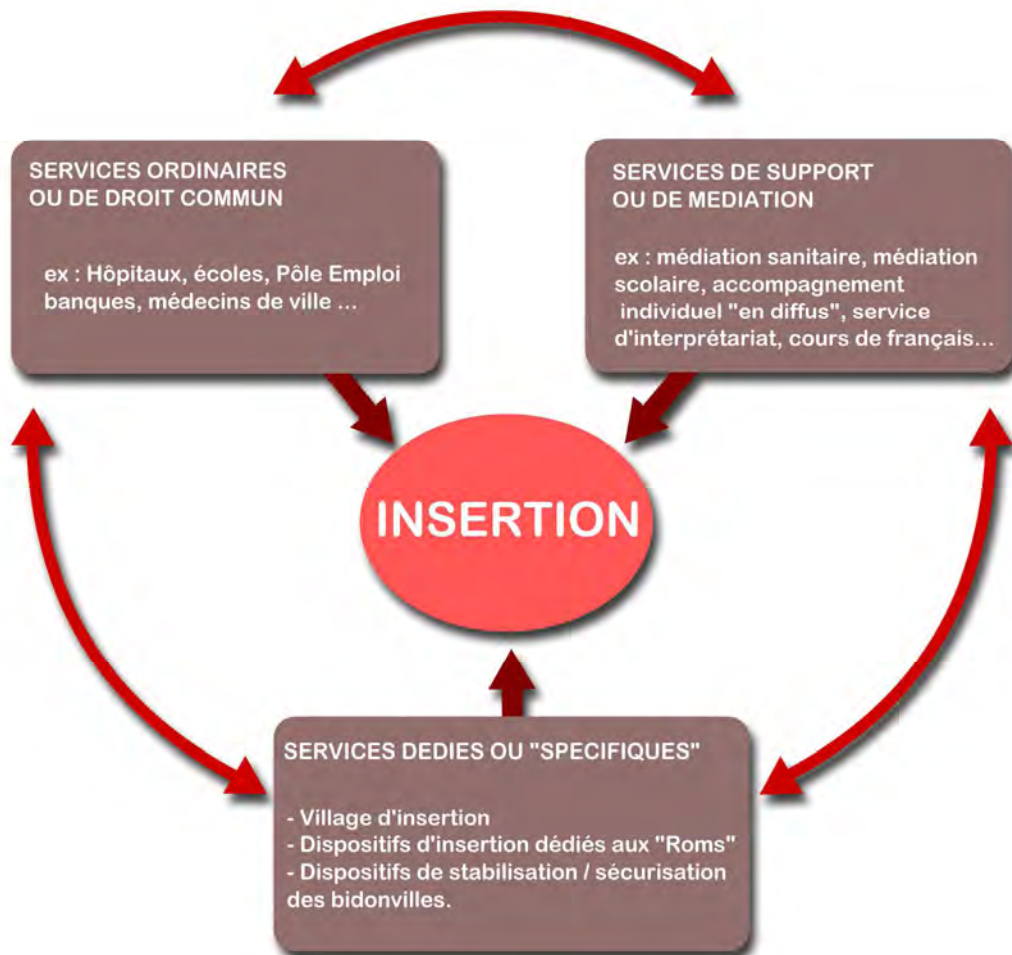 SERVICES ORDINAIRES
OU DE DROIT COMMUN
ex : Hôpitaux, écoles, Pôle Emploi
banques, médecins de ville ...
SERVICES DE SUPPORT
OU DE MEDIATION
ex : médiation sanitaire, médiation
scolaire, accompagnement
individuel "en diffus", service
d'interprétariat, cours de français...
INSERTION
SERVICES DEDIES OU "SPECIFIQUES"
- Village d'insertion
- Dispositifs d'insertion dédiés aux "Roms"
- Dispositifs de stabilisation / sécurisation
des bidonvilles.